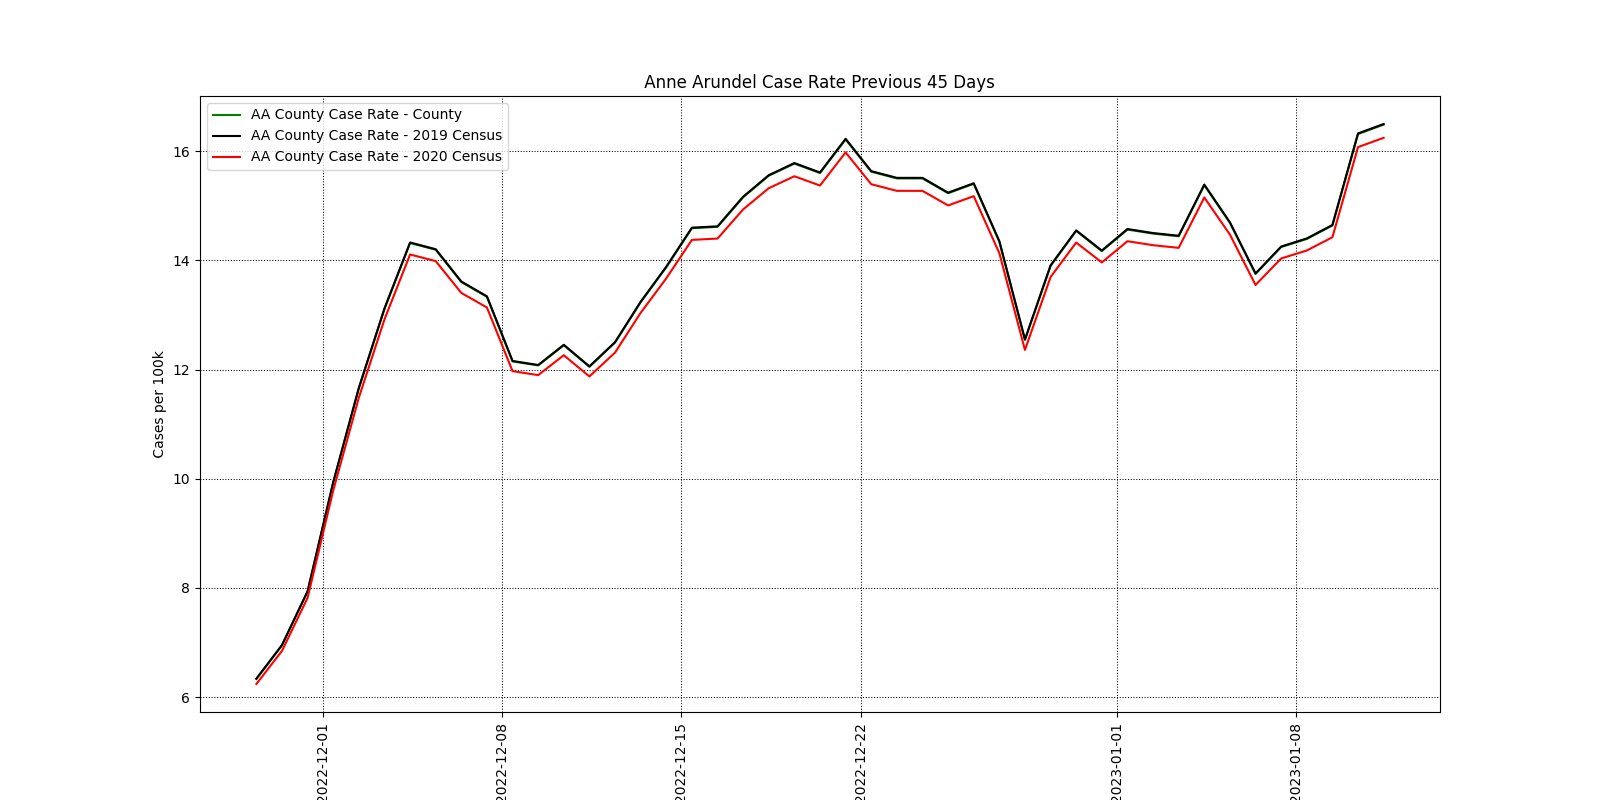 Anne Arundel Case Rate Previous 45 Days
AA County Case Rate - County
AA County Case Rate - 2019 Census
AA County Case Rate - 2020 Census
Cases per 100k
16
14
12
10
8
6
2022-12-01
2022-12-08
2022-12-15
2022-12-22
2023-01-01
2023-01-08